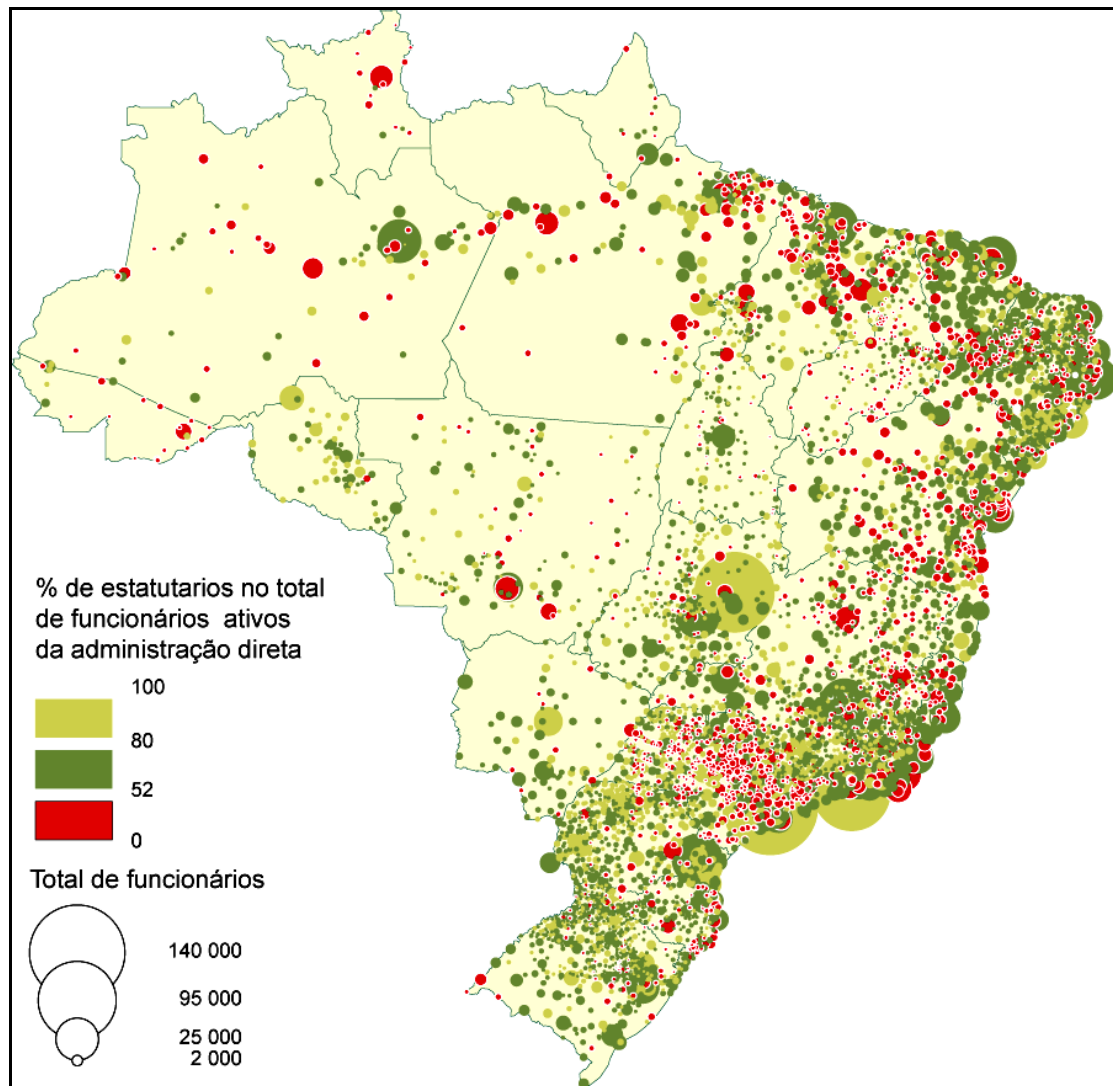 % de estatutarios no total
de funcionários ativos
da administração direta
100
80
52
0
Total de funcionários
140 000
95 000
25 000
2 000